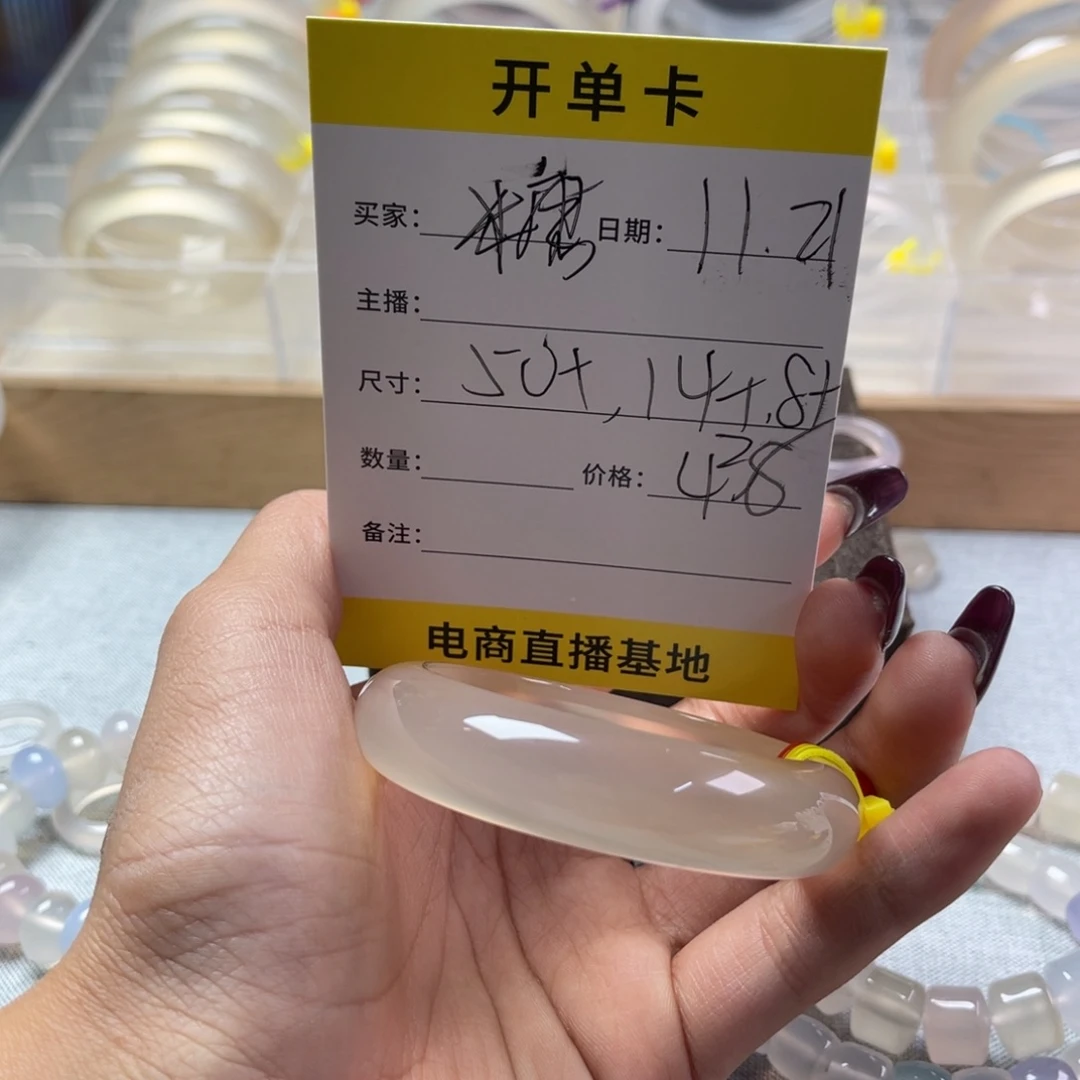 开单卡
买家：糖 日期：11.21
主播：
尺寸：50+,14+.8+
数量： 价格：
备注：
电商直播基地